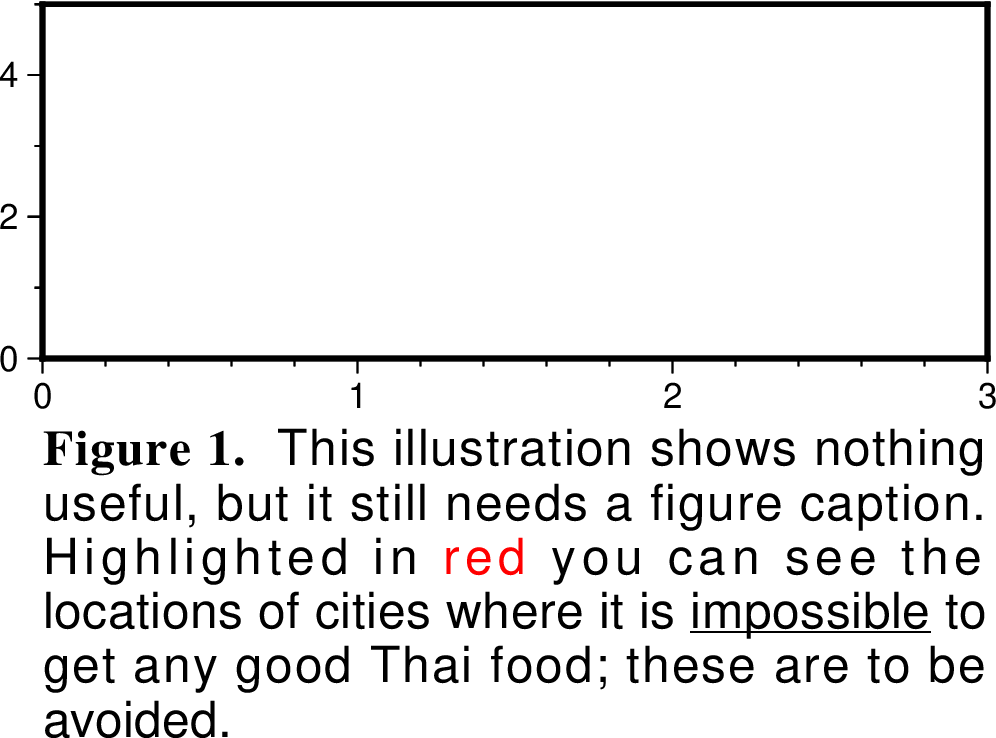 4
2
0
0 1 2 3
Figure 1. This illustration shows nothing
useful, but it still needs a figure caption.
Highlighted in red you can see the
locations of cities where it is impossible to
get any good Thai food; these are to be
avoided.